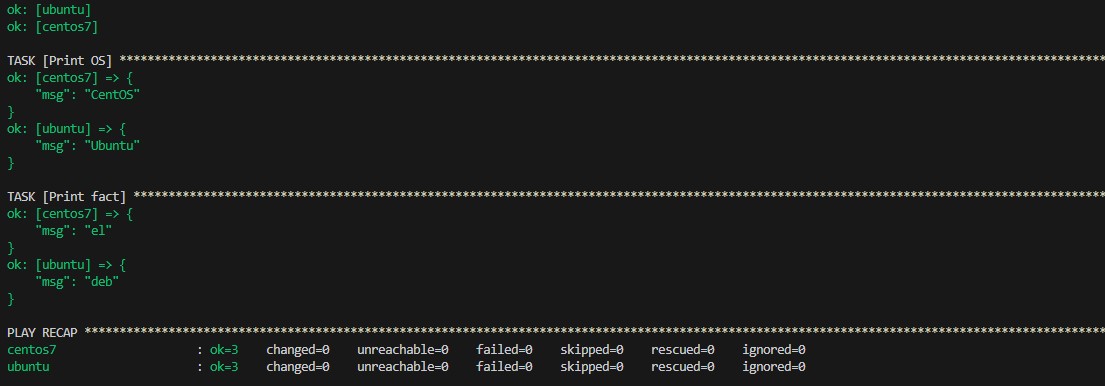 ok: [ubuntu]
ok: [centos7]
TASK [Print OS] ************************************************************************************************************************************************
ok: [centos7] => {
    "msg": "CentOS"
}
ok: [ubuntu] => {
    "msg": "Ubuntu"
}
TASK [Print fact] **********************************************************************************************************************************************
ok: [centos7] => {
    "msg": "el"
}
ok: [ubuntu] => {
    "msg": "deb"
}
PLAY RECAP *****************************************************************************************************************************************************
centos7                    : ok=3    changed=0    unreachable=0    failed=0    skipped=0    rescued=0    ignored=0
ubuntu                     : ok=3    changed=0    unreachable=0    failed=0    skipped=0    rescued=0    ignored=0